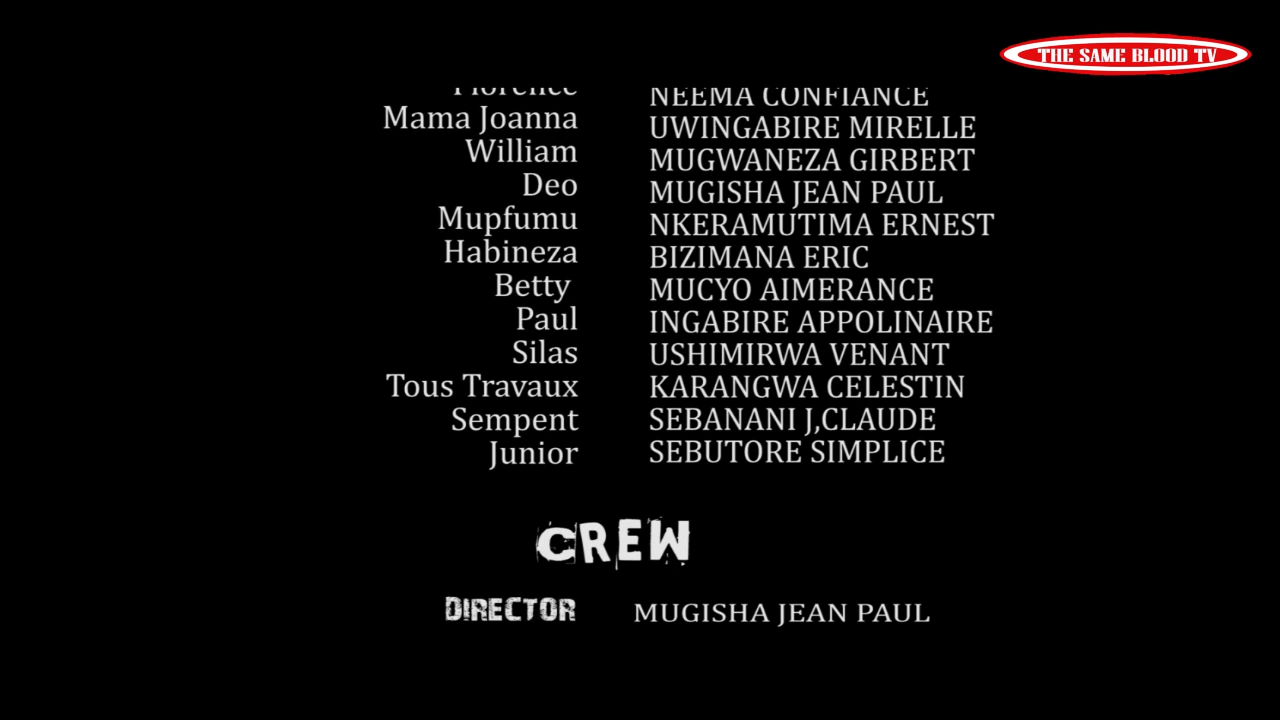 THE SAME BLOOD TV
Florence NEEMA CONFIANCE
Mama Joanna UWINGABIRE MIRELLE
William MUGWANEZA GIRBERT
Deo MUGISHA JEAN PAUL
Mupfumu NKERAMUTIMA ERNEST
Habineza BIZIMANA ERIC
Betty MUCYO AIMERANCE
Paul INGABIRE APPOLINAIRE
Silas USHIMIRWA VENANT
Tous Travaux KARANGWA CELESTIN
Sempent SEBANANI J,CLAUDE
Junior SEBUTORE SIMPLICE
CREW
DIRECTOR MUGISHA JEAN PAUL